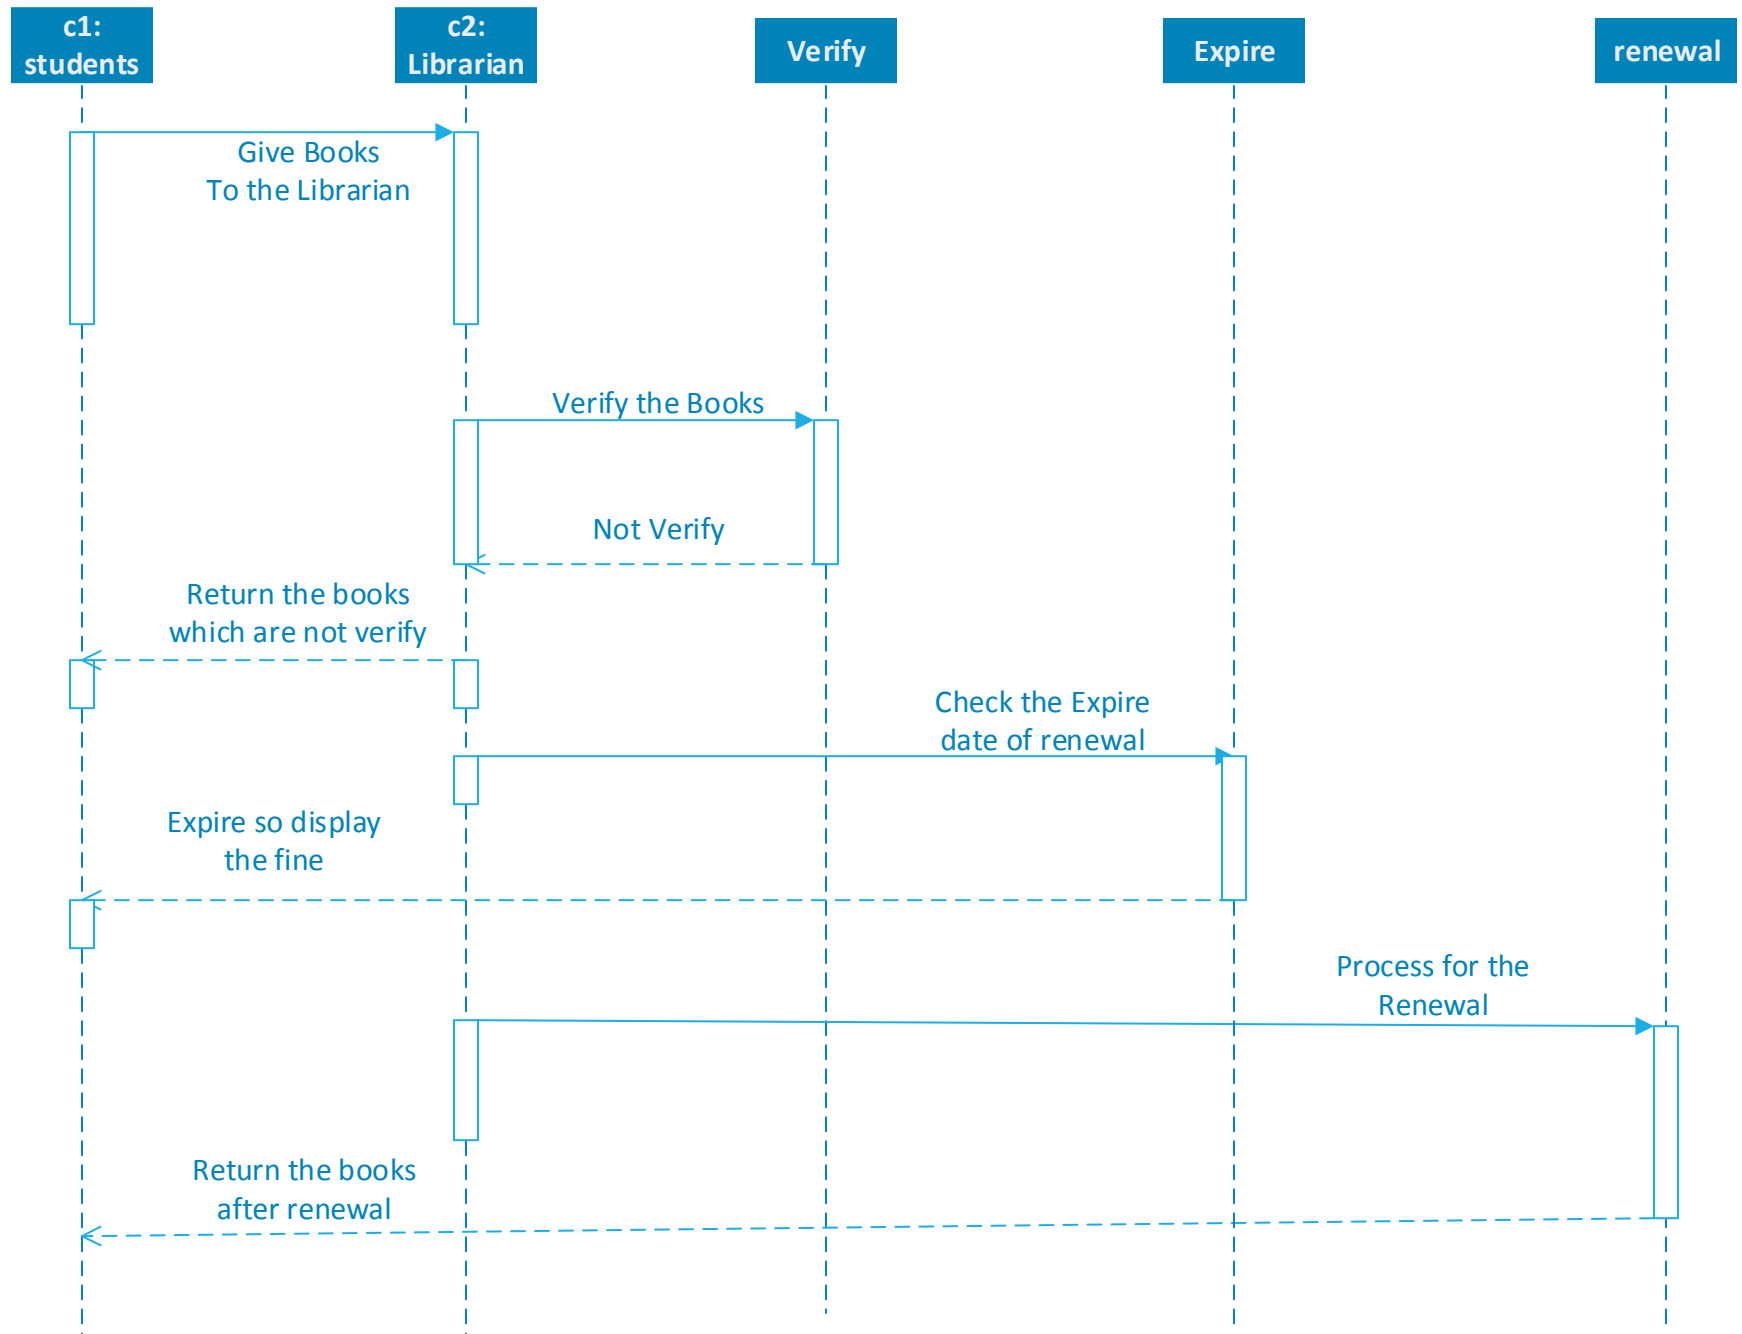 c1:
students
c2:
Librarian
Verify
Expire
renewal
Give Books
To the Librarian
Verify the Books
Not Verify
Return the books
which are not verify
Check the Expire
date of renewal
Expire so display
the fine
Process for the
Renewal
Return the books
after renewal